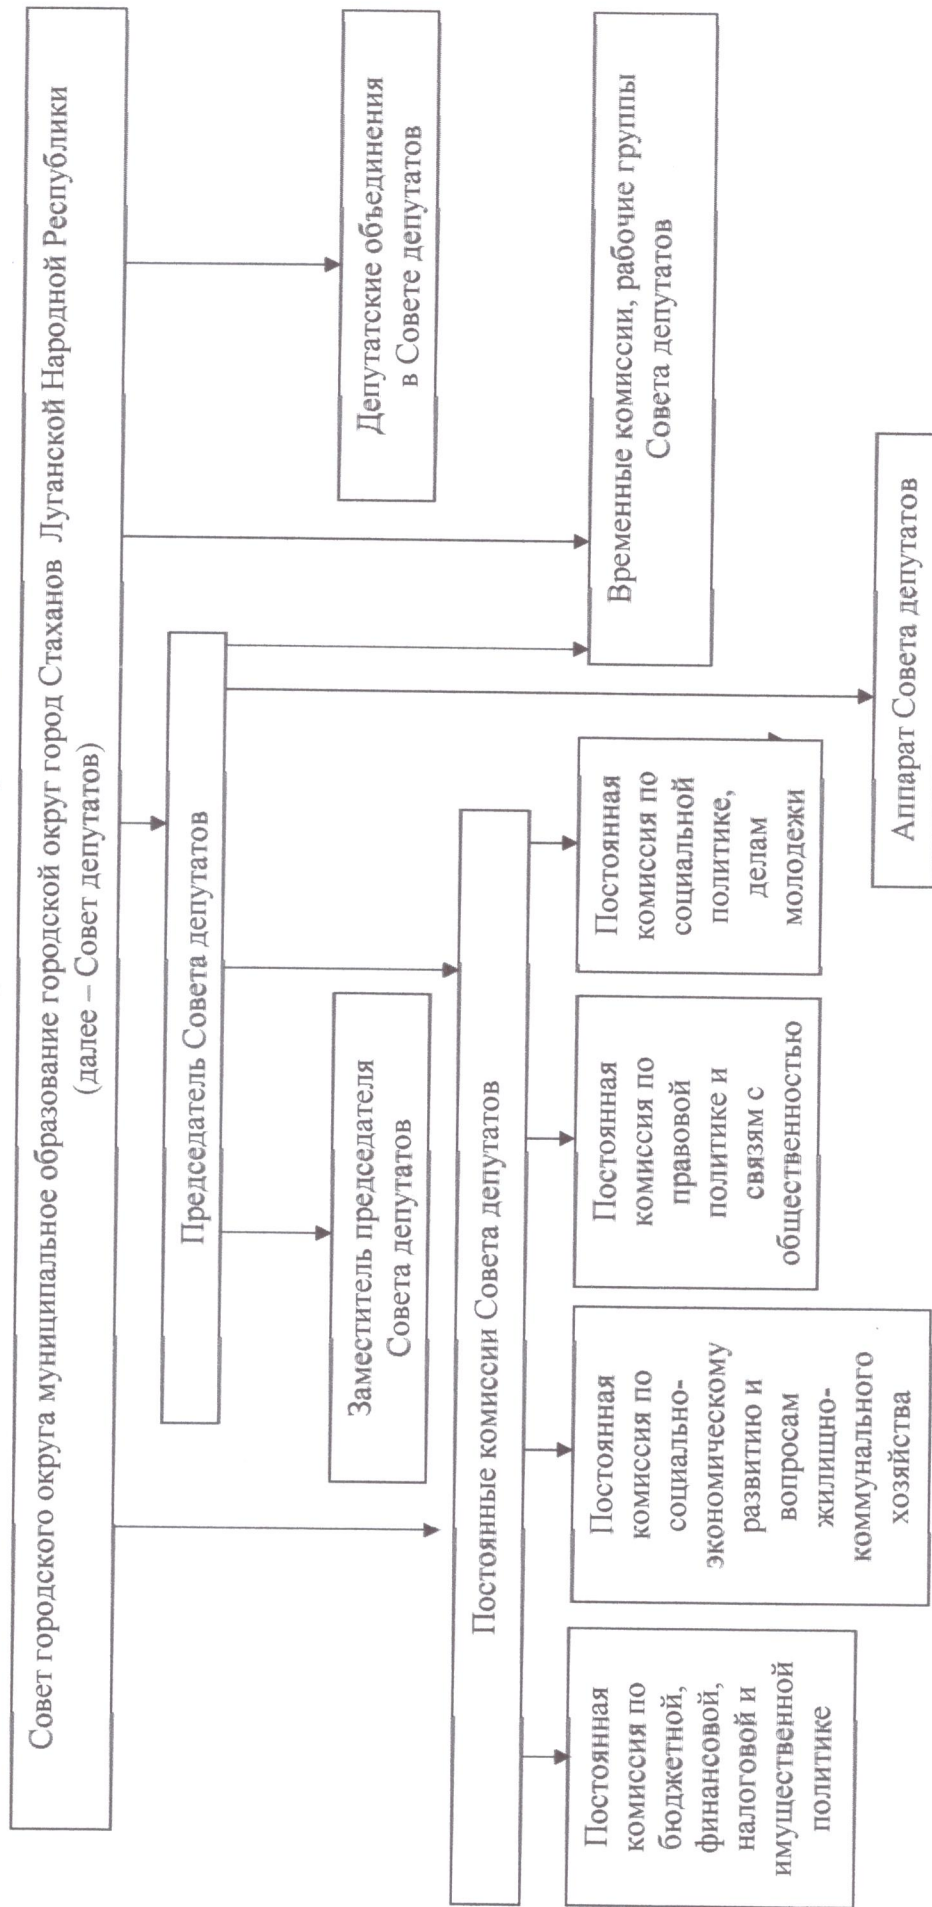 Совет городского округа муниципальное образование городской округ город Стаханов Луганской Народной Республики
(далее – Совет депутатов)
Председатель Совета депутатов
Заместитель председателя
Совета депутатов
Депутатские объединения
в Совете депутатов
Постоянные комиссии Совета депутатов
Постоянная
комиссия по
бюджетной,
финансовой,
налоговой и
имущественной
политике
Постоянная
комиссия по
социально-
экономическому
развитию и
вопросам
жилищно-
коммунального
хозяйства
Постоянная
комиссия по
правовой
политике и
связям с
общественностью
Постоянная
комиссия по
социальной
политике,
делам
молодежи
Временные комиссии, рабочие группы
Совета депутатов
Аппарат Совета депутатов